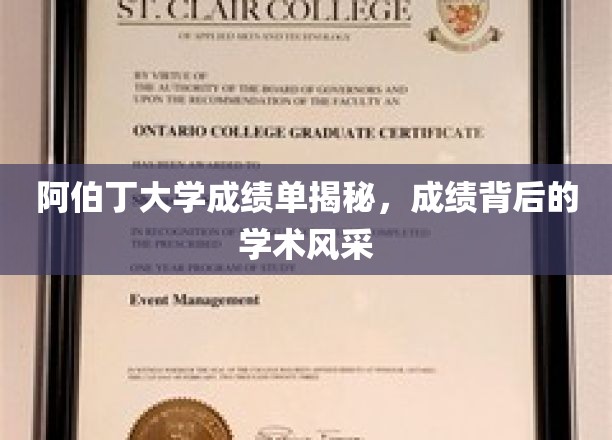 ST. CLAIR COLLEGE
OF APPLIED ARTS AND TECHNOLOGY
BY VIRTUE OF
THE AUTHORITY OF THE BOARD OF GOVERNORS AND
UPON THE RECOMMENDATION OF THE FACULTY AN
ONTARIO COLLEGE GRADUATE CERTIFICATE
HAS BEEN AWARDED TO
阿伯丁大学成绩单揭秘，成绩背后的
学术风采
IN RECOGNITION OF
COMPLETED
THE PRESCRIBED
ONE YEAR PROGRAM OF STUDY
Event Management